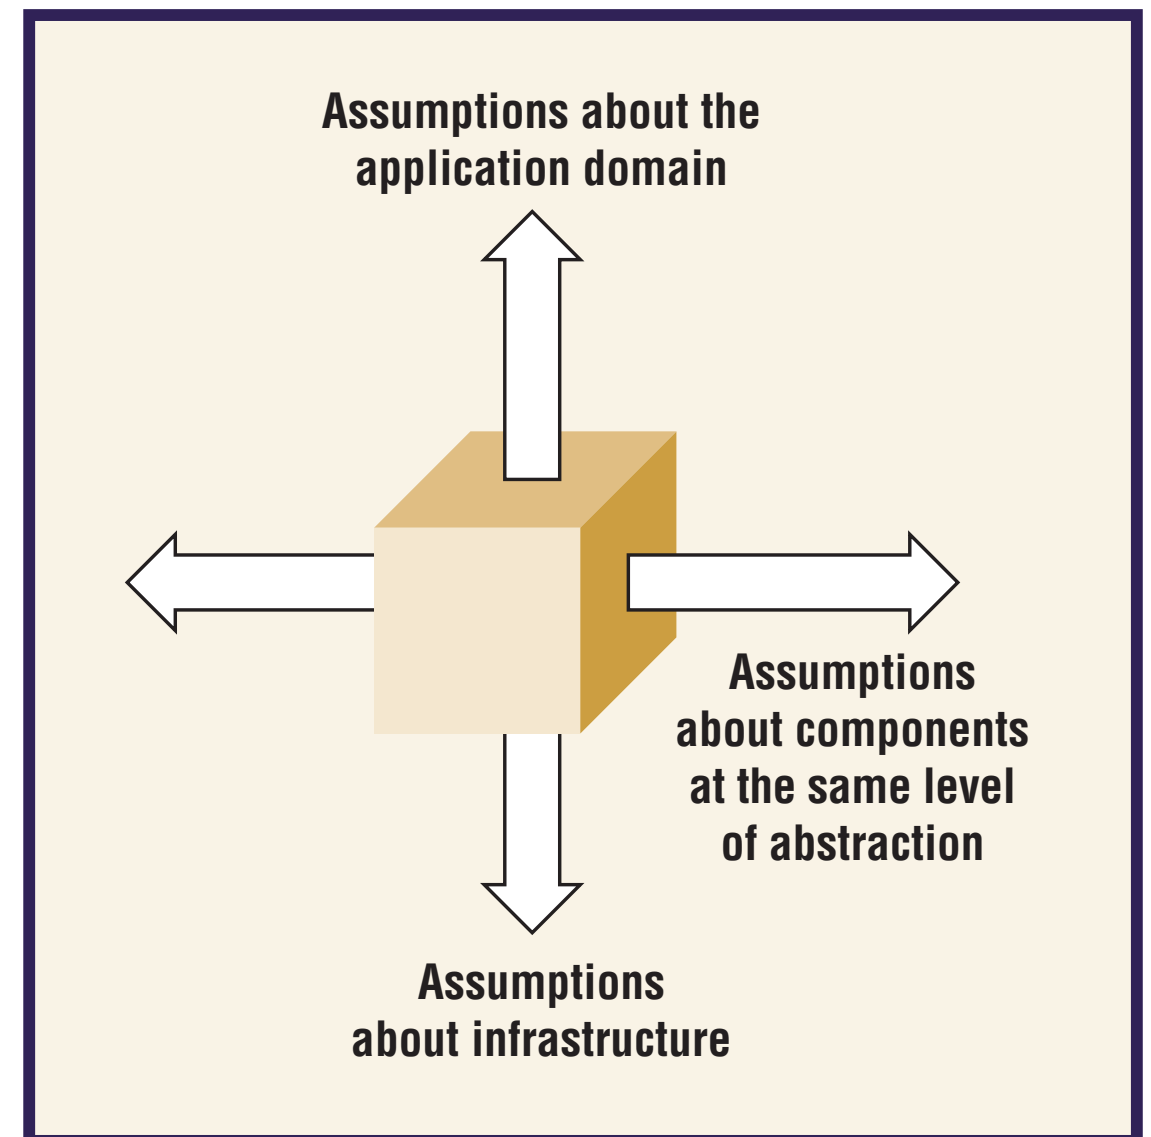 Assumptions about the
application domain
Assumptions
about components
at the same level
of abstraction
Assumptions
about infrastructure